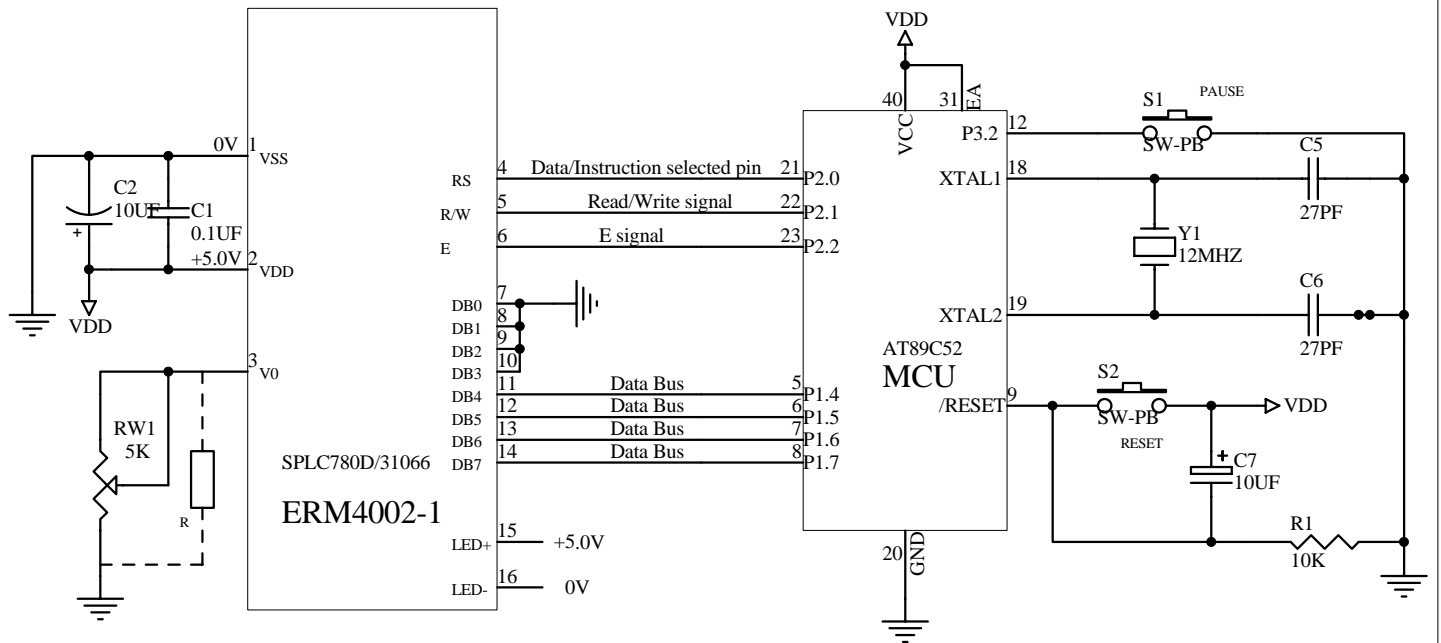 0V
1
VSS
C2
10UF
C1
0.1UF
+
+5.0V
2
VDD
VDD
3
V0
RW1
5K
R
SPLC780D/31066
ERM4002-1
RS
4
R/W
5
E
6
DB0
7
DB1
8
DB2
9
DB3
10
DB4
11
DB5
12
DB6
13
DB7
14
LED+
15
+5.0V
LED-
16
0V
Data/Instruction selected pin
Read/Write signal
E signal
Data Bus
Data Bus
Data Bus
Data Bus
21
P2.0
22
P2.1
23
P2.2
5
P1.4
6
P1.5
7
P1.6
8
P1.7
VDD
40
VCC
31
EA
AT89C52
MCU
20
GND
P3.2
12
XTAL1
18
XTAL2
19
/RESET
9
S1
PAUSE
SW-PB
C5
27PF
Y1
12MHZ
C6
27PF
S2
SW-PB
RESET
VDD
+
C7
10UF
R1
10K